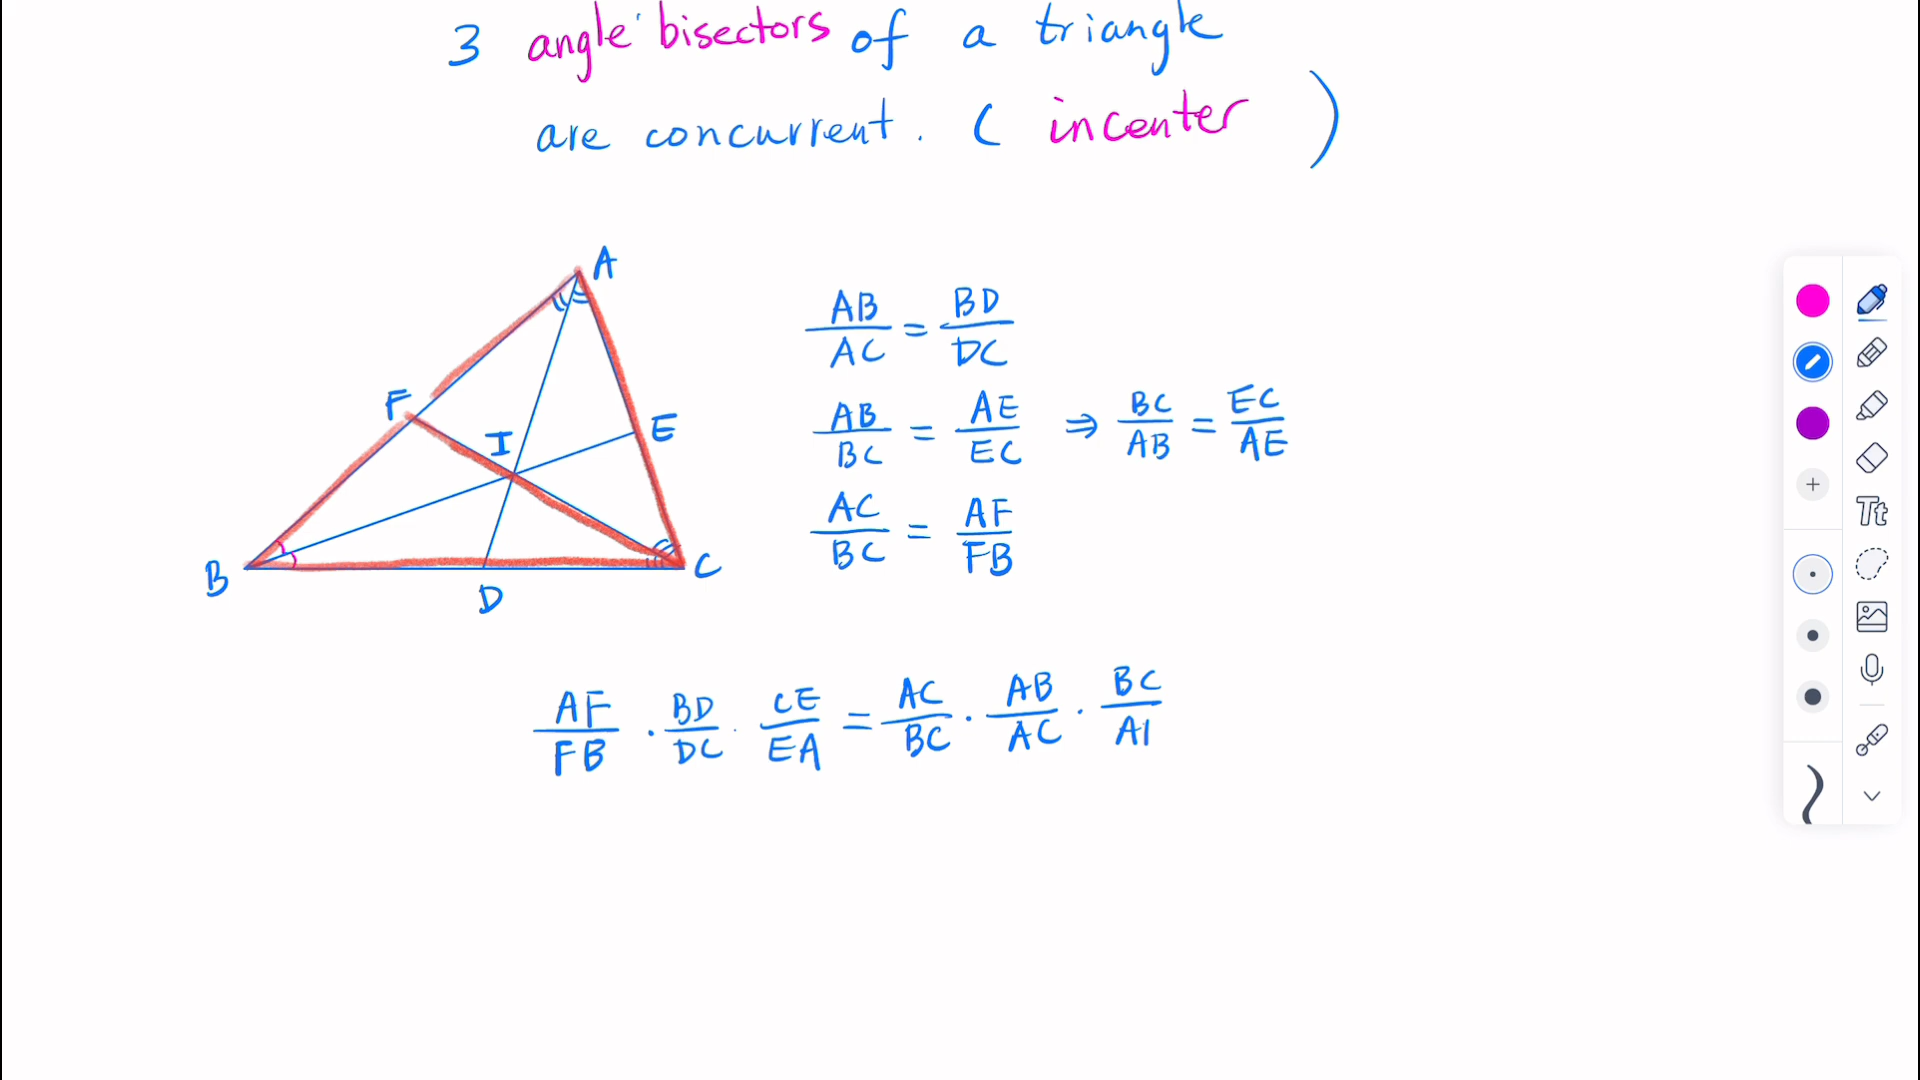 3 angle bisectors of a triangle
are concurrent. ( incenter )
A
F
I
E
B
D
C
AB/AC = BD/DC
AB/BC = AE/EC ⇒ BC/AB = EC/AE
AC/BC = AF/FB
AF/FB · BD/DC · CE/EA = AC/BC · AB/AC · BC/A1
Tt